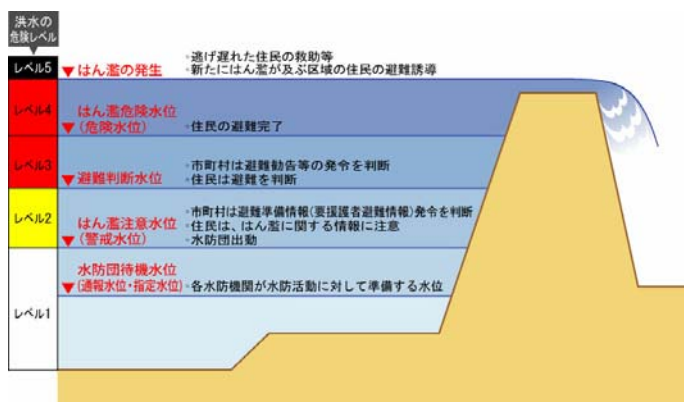 洪水の
危険レベル
レベル5
▼はん濫の発生
・逃げ遅れた住民の救助等
・新たにはん濫が及ぶ区域の住民の避難誘導
レベル4
はん濫危険水位
▼(危険水位)
・住民の避難完了
レベル3
▼避難判断水位
・市町村は避難勧告等の発令を判断
・住民は避難を判断
レベル2
はん濫注意水位
▼(警戒水位)
・市町村は避難準備情報(要援護者避難情報)発令を判断
・住民は、はん濫に関する情報に注意
・水防団出動
レベル1
水防団待機水位
▼(通報水位・指定水位)
・各水防機関が水防活動に対して準備する水位